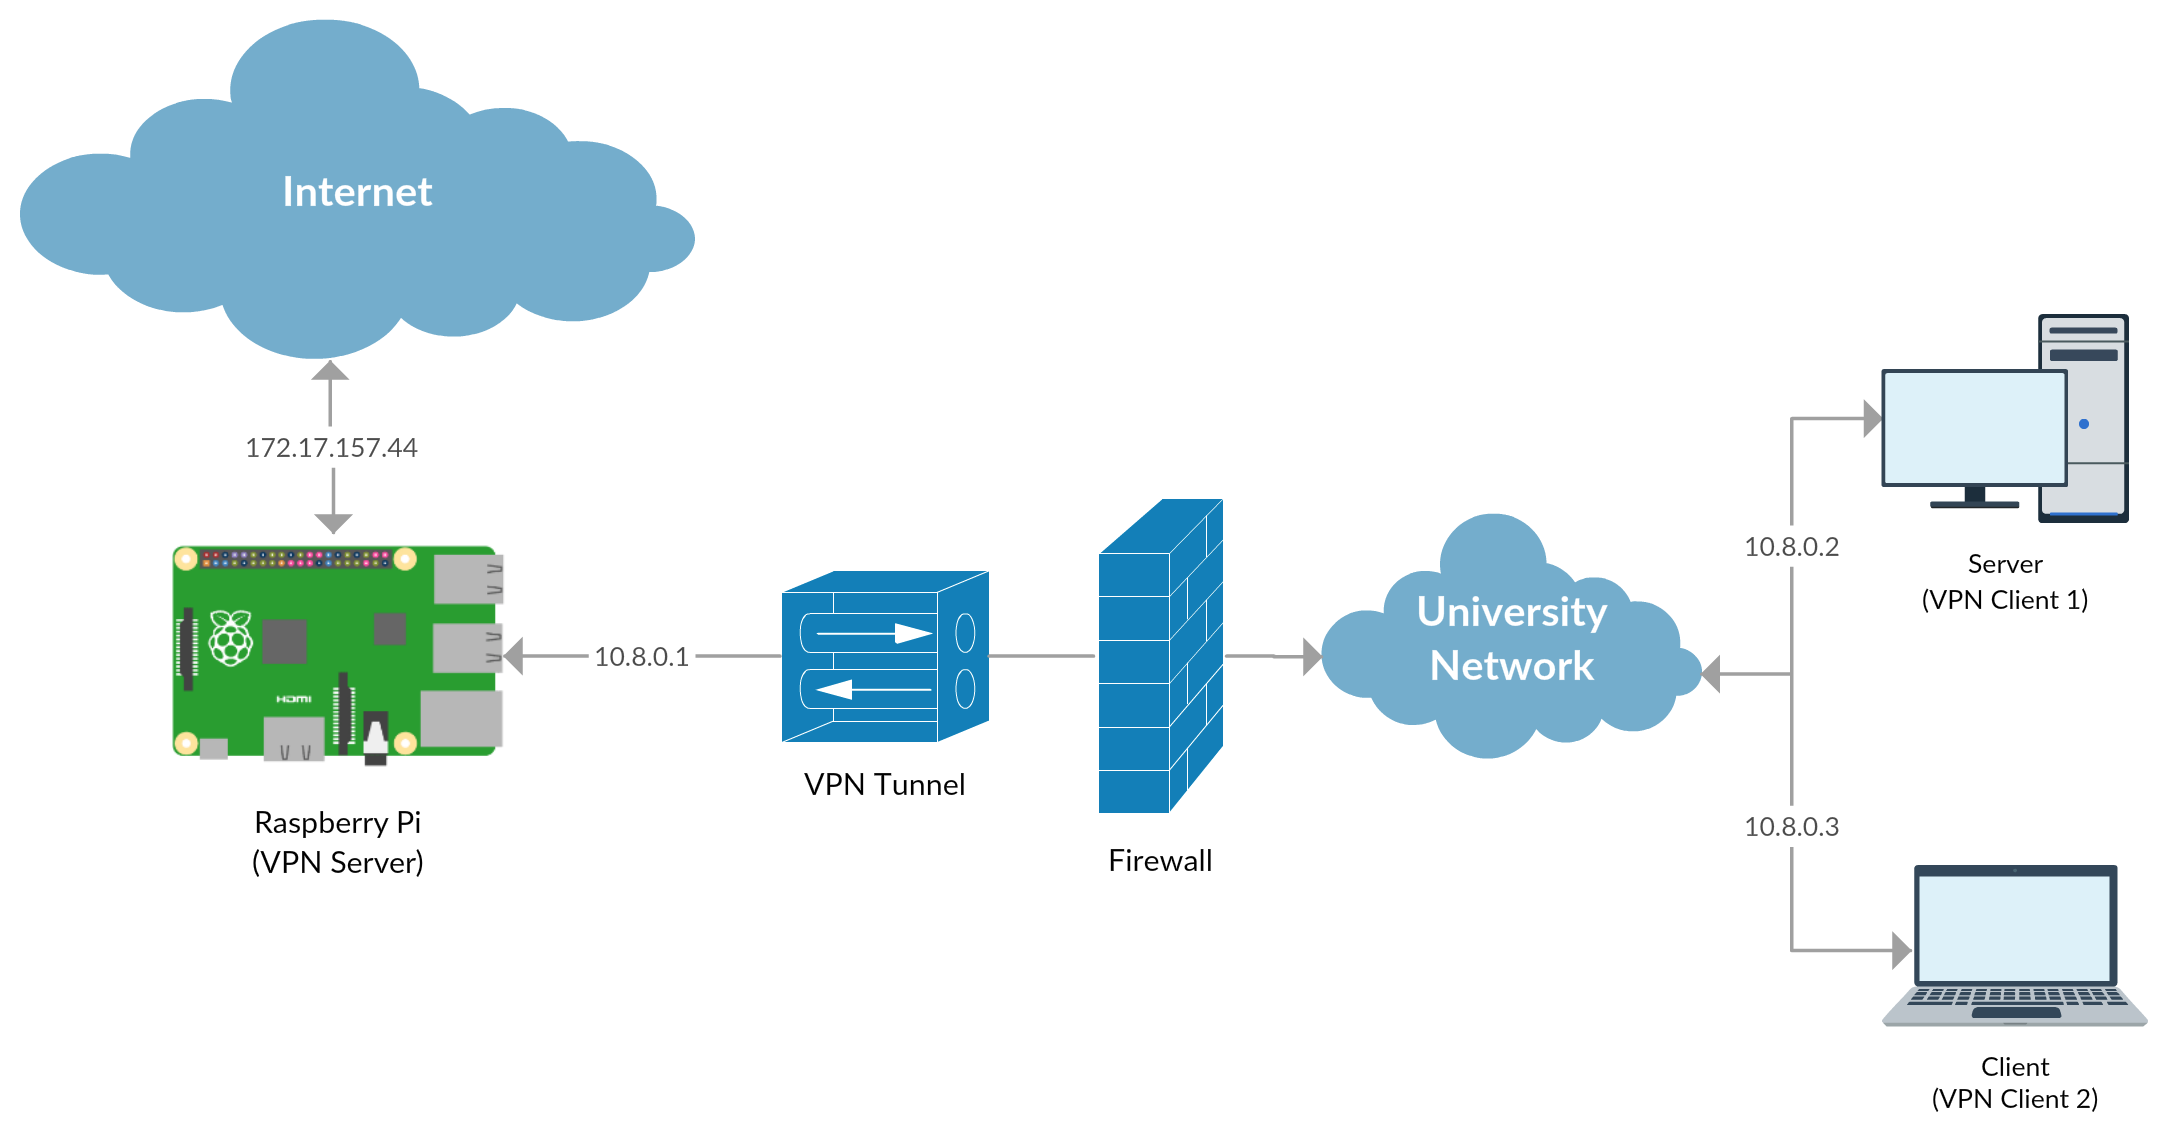 Internet
172.17.157.44
HDMI
Raspberry Pi
(VPN Server)
10.8.0.1
VPN Tunnel
Firewall
University
Network
10.8.0.2
Server
(VPN Client 1)
10.8.0.3
Client
(VPN Client 2)